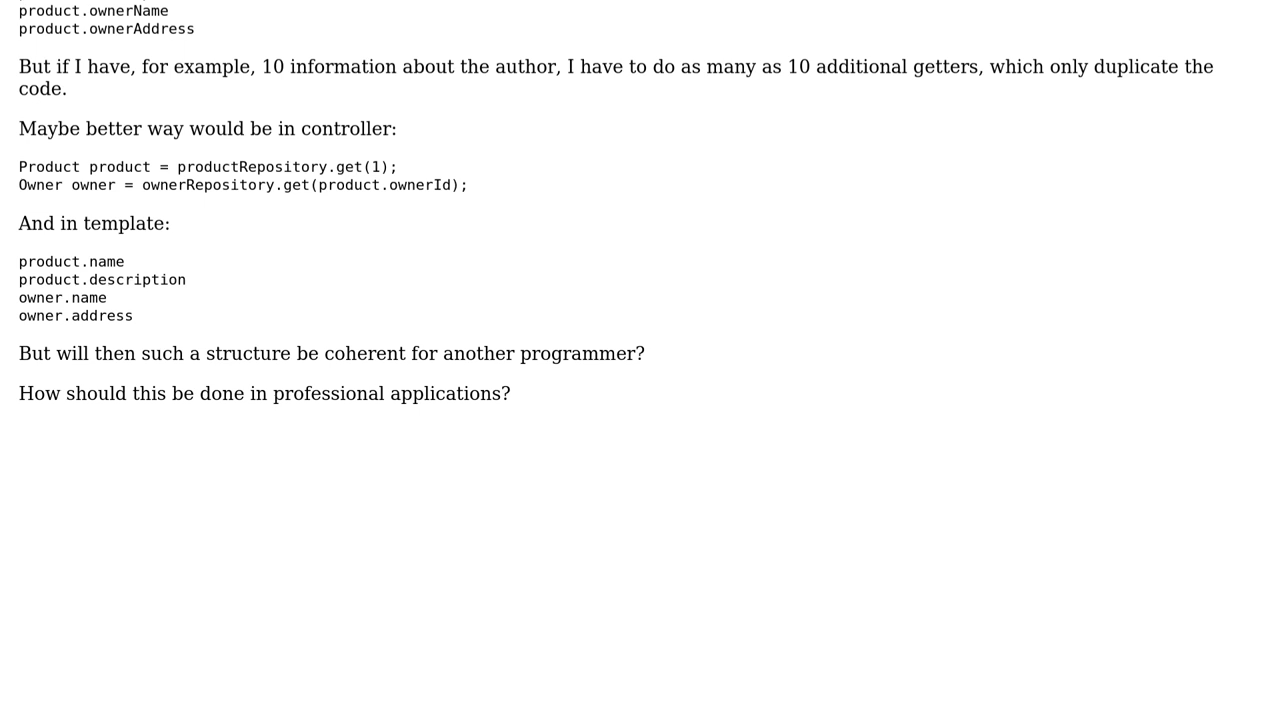 product.ownerName
product.ownerAddress
But if I have, for example, 10 information about the author, I have to do as many as 10 additional getters, which only duplicate the
code.
Maybe better way would be in controller:
Product product = productRepository.get(1);
Owner owner = ownerRepository.get(product.ownerId);
And in template:
product.name
product.description
owner.name
owner.address
But will then such a structure be coherent for another programmer?
How should this be done in professional applications?